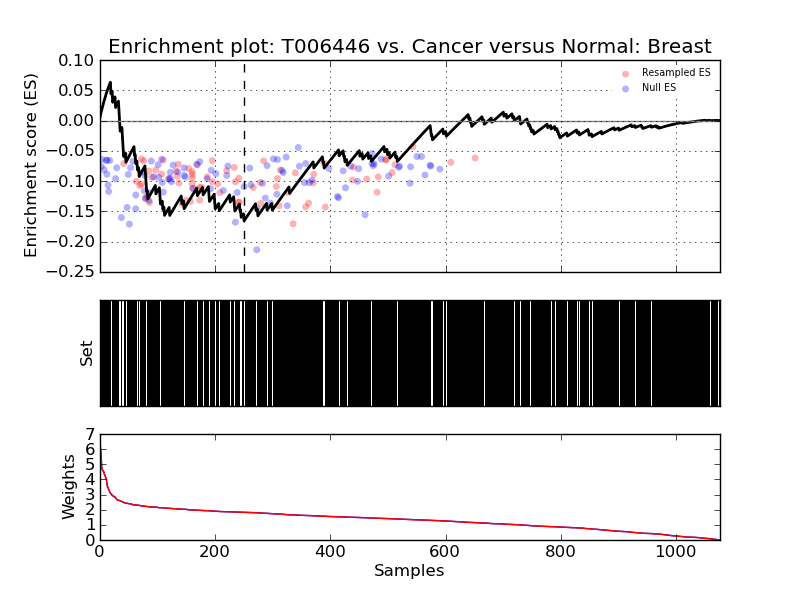 Enrichment plot: T006446 vs. Cancer versus Normal: Breast
Enrichment score (ES)
0.10
0.05
0.00
−0.05
−0.10
−0.15
−0.20
−0.25
Resampled ES
Null ES
Set
Weights
7
6
5
4
3
2
1
0
0 200 400 600 800 1000
Samples